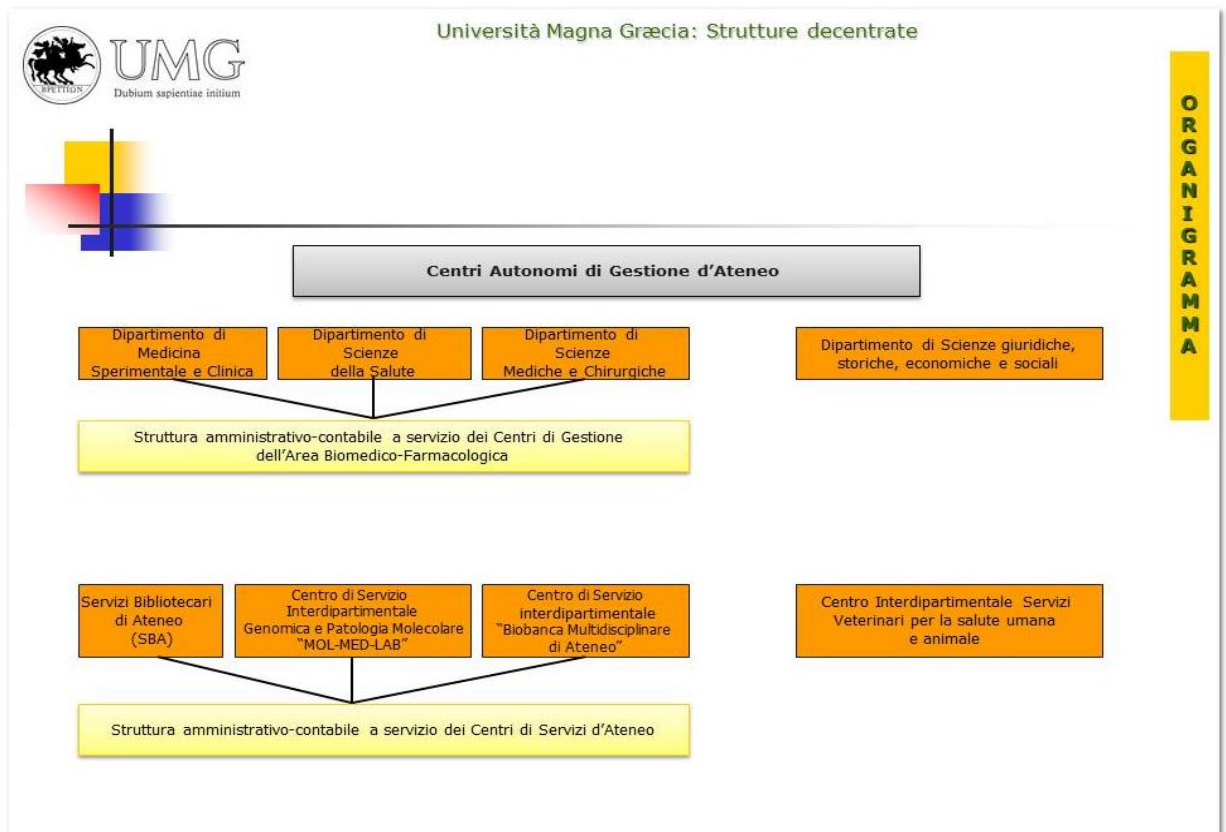 Università Magna Græcia: Strutture decentrate
UMG
Dubium sapientiae initium
ΒΡΕΤΤΙΩΝ
ORGANIGRAMMA
Centri Autonomi di Gestione d'Ateneo
Dipartimento di
Medicina
Sperimentale e Clinica
Dipartimento di
Scienze
della Salute
Dipartimento di
Scienze
Mediche e Chirurgiche
Dipartimento di Scienze giuridiche,
storiche, economiche e sociali
Struttura amministrativo-contabile a servizio dei Centri di Gestione
dell'Area Biomedico-Farmacologica
Servizi Bibliotecari
di Ateneo
(SBA)
Centro di Servizio
Interdipartimentale
Genomica e Patologia Molecolare
"MOL-MED-LAB"
Centro di Servizio
interdipartimentale
"Biobanca Multidisciplinare
di Ateneo"
Centro Interdipartimentale Servizi
Veterinari per la salute umana
e animale
Struttura amministrativo-contabile a servizio dei Centri di Servizi d'Ateneo